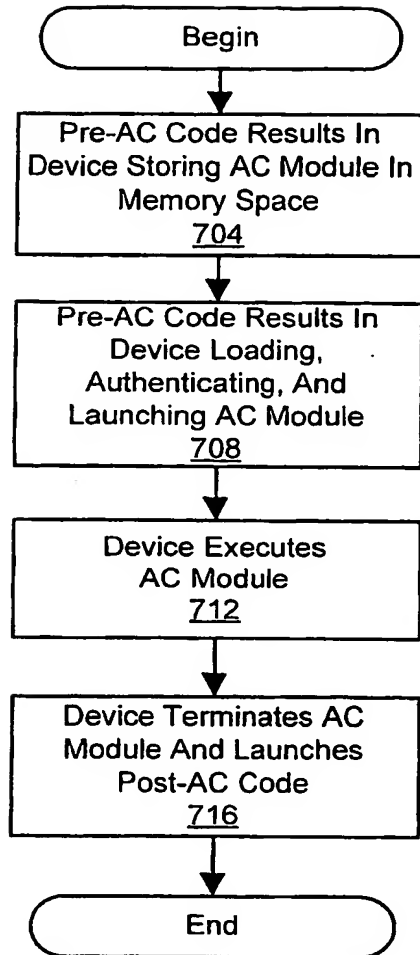 Begin
Pre-AC Code Results In
Device Storing AC Module In
Memory Space
704
Pre-AC Code Results In
Device Loading,
Authenticating, And
Launching AC Module
708
Device Executes
AC Module
712
Device Terminates AC
Module And Launches
Post-AC Code
716
End